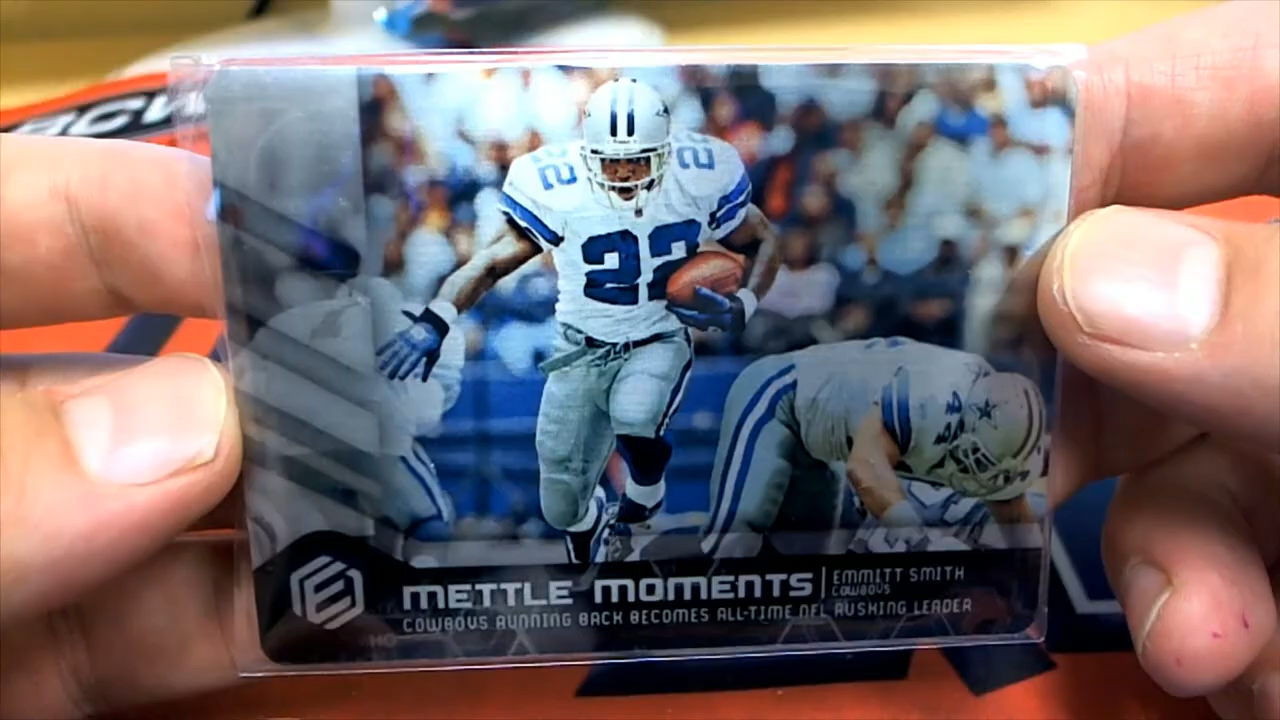 22
22
22
METTLE MOMENTS
EMMITT SMITH
COWBOYS
COWBOYS RUNNING BACK BECOMES ALL-TIME NFL RUSHING LEADER